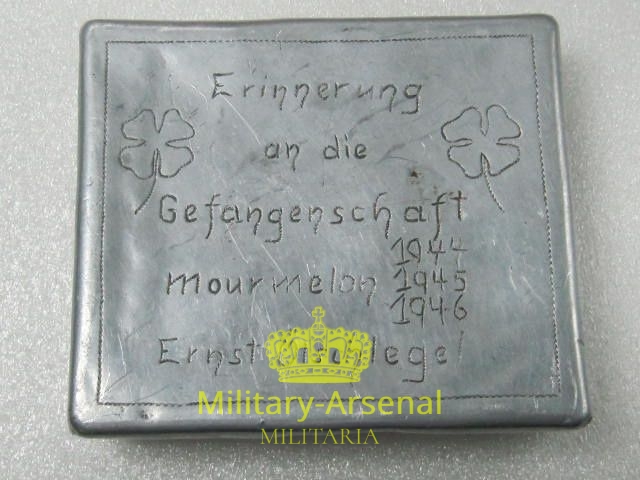 Erinnerung
an die
Gefangenschaft
1944
Mourmelon 1945
1946
Ernst
Military-Arsenal
MILITARIA